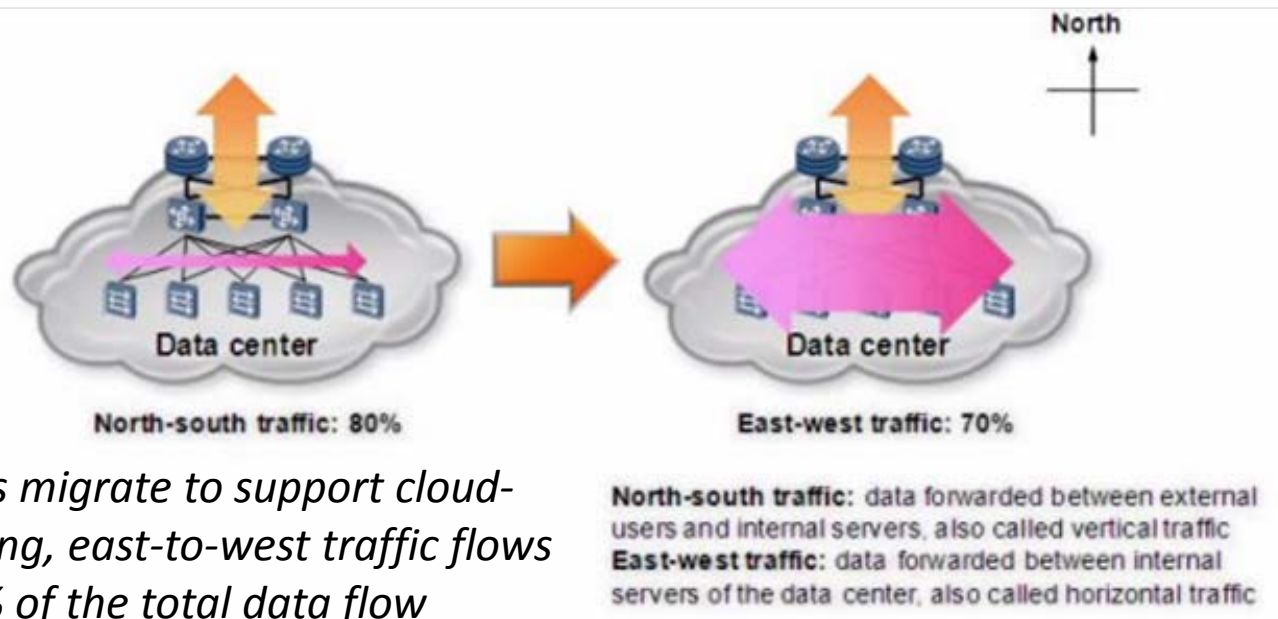 North
Data center
Data center
North-south traffic: 80%
East-west traffic: 70%
s migrate to support cloud-
ng, east-to-west traffic flows
% of the total data flow
North-south traffic: data forwarded between external
users and internal servers, also called vertical traffic
East-west traffic: data forwarded between internal
servers of the data center, also called horizontal traffic